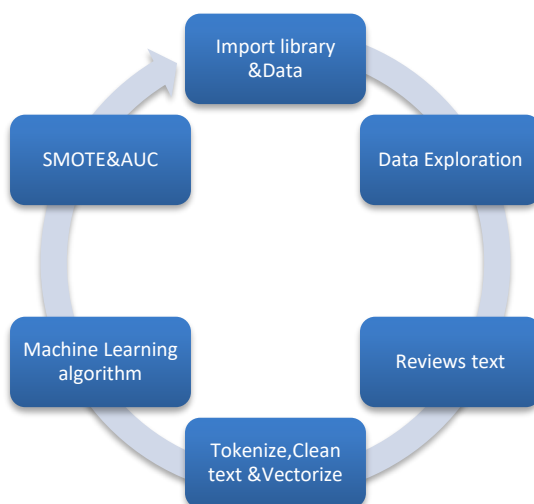 Import library
&Data
Data Exploration
Reviews text
Tokenize,Clean
text &Vectorize
Machine Learning
algorithm
SMOTE&AUC